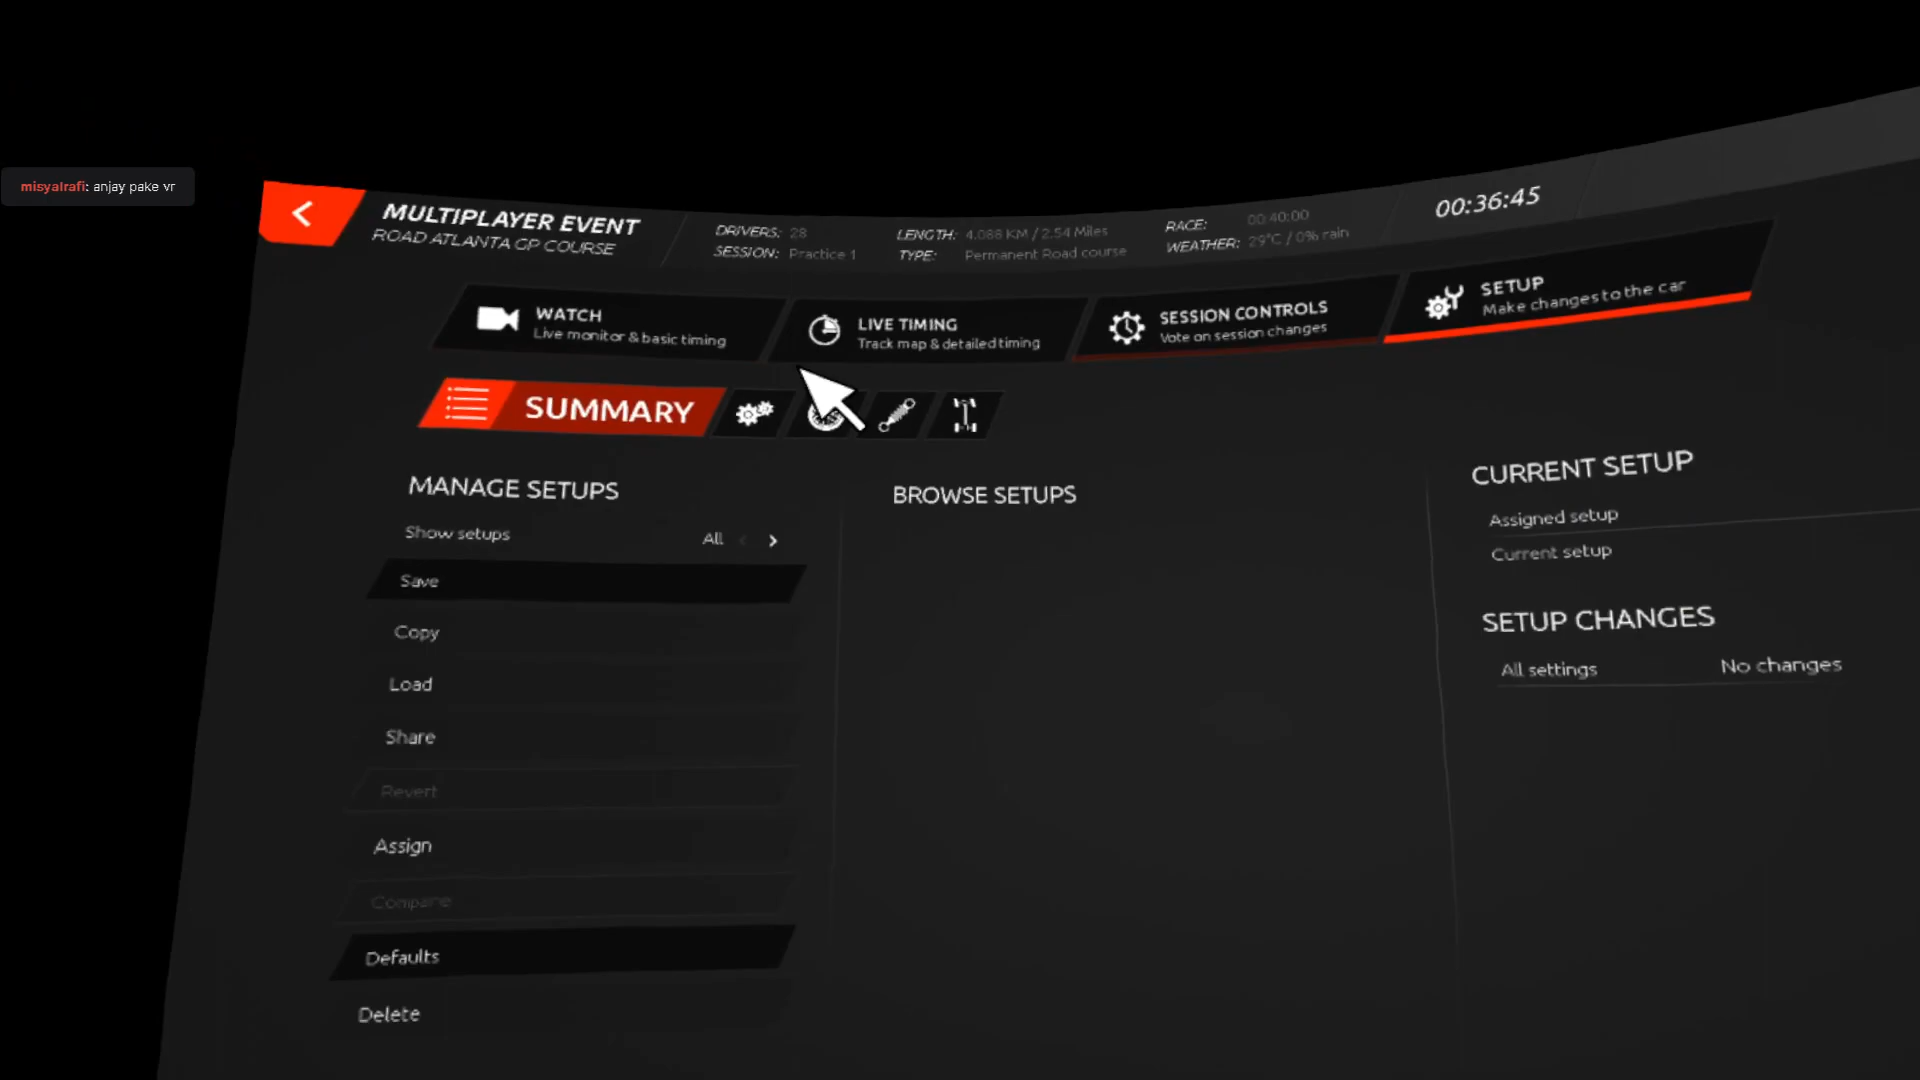 misyalrafi: anjay pake vr
MULTIPLAYER EVENT
ROAD ATLANTA GP COURSE
DRIVERS: 28
SESSION: Practice 1
LENGTH: 4.088 KM / 2.54 Miles
TYPE: Permanent Road course
RACE: 00:40:00
WEATHER: 29°C / 0% rain
00:36:45
WATCH
Live monitor & basic timing
LIVE TIMING
Track map & detailed timing
SESSION CONTROLS
Vote on session changes
SETUP
Make changes to the car
SUMMARY
MANAGE SETUPS
Show setups All
Save
Copy
Load
Share
Revert
Assign
Compare
Defaults
Delete
BROWSE SETUPS
CURRENT SETUP
Assigned setup
Current setup
SETUP CHANGES
All settings No changes